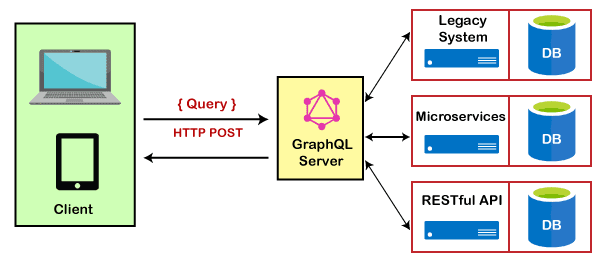 Client
{ Query }
HTTP POST
GraphQL
Server
Legacy
System
DB
Microservices
DB
RESTful API
DB